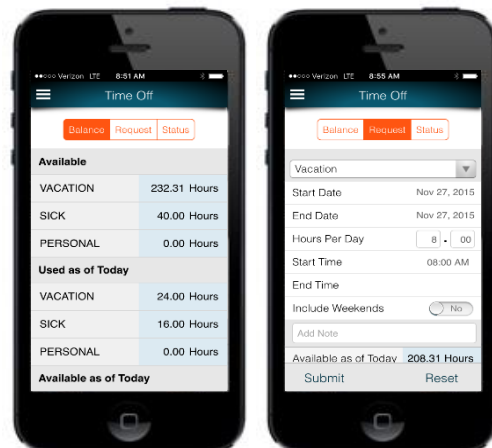 ●●○○○ Verizon LTE 8:51 AM
Time Off
Balance Request Status
Available
VACATION 232.31 Hours
SICK 40.00 Hours
PERSONAL 0.00 Hours
Used as of Today
VACATION 24.00 Hours
SICK 16.00 Hours
PERSONAL 0.00 Hours
Available as of Today
●●○○○ Verizon LTE 8:55 AM
Time Off
Balance Request Status
Vacation
Start Date Nov 27, 2015
End Date Nov 27, 2015
Hours Per Day 8 . 00
Start Time 08:00 AM
End Time
Include Weekends No
Add Note
Available as of Today 208.31 Hours
Submit Reset